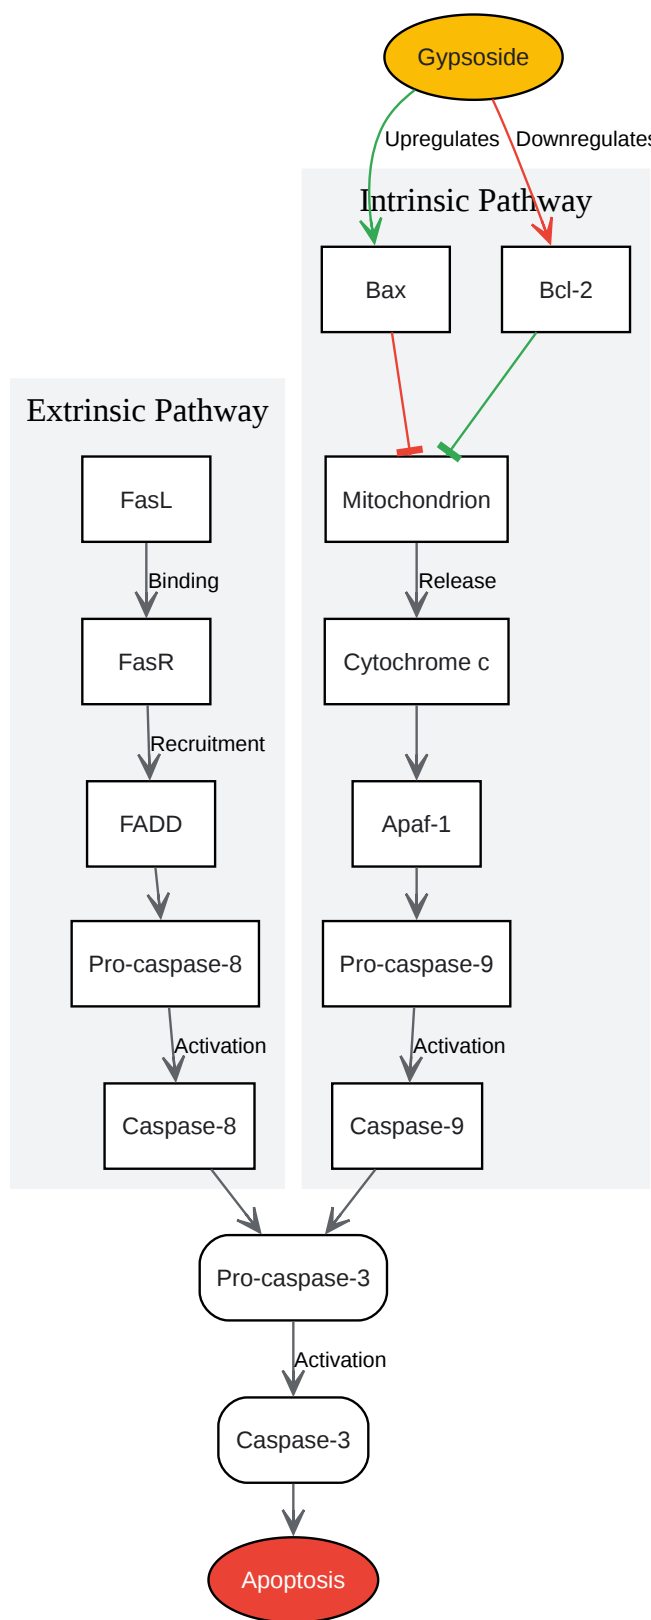 Gypsoside
Upregulates
Downregulates
Intrinsic Pathway
Bax
Bcl-2
Extrinsic Pathway
FasL
Mitochondrion
Binding
Release
FasR
Cytochrome c
Recruitment
FADD
Apaf-1
Pro-caspase-8
Pro-caspase-9
Activation
Activation
Caspase-8
Caspase-9
Pro-caspase-3
Activation
Caspase-3
Apoptosis